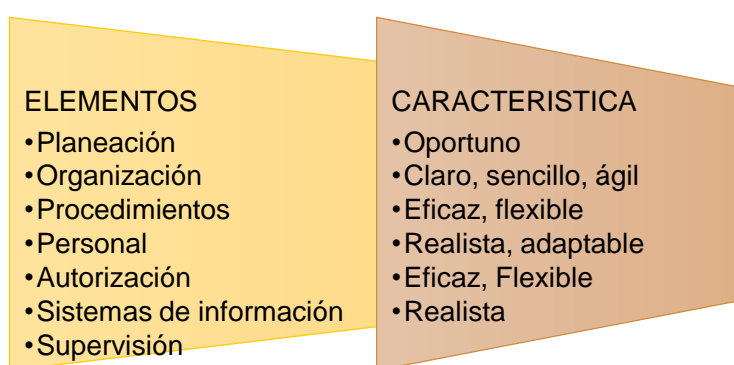 ELEMENTOS
•Planeación
•Organización
•Procedimientos
•Personal
•Autorización
•Sistemas de información
•Supervisión
CARACTERISTICA
•Oportuno
•Claro, sencillo, ágil
•Eficaz, flexible
•Realista, adaptable
•Eficaz, Flexible
•Realista